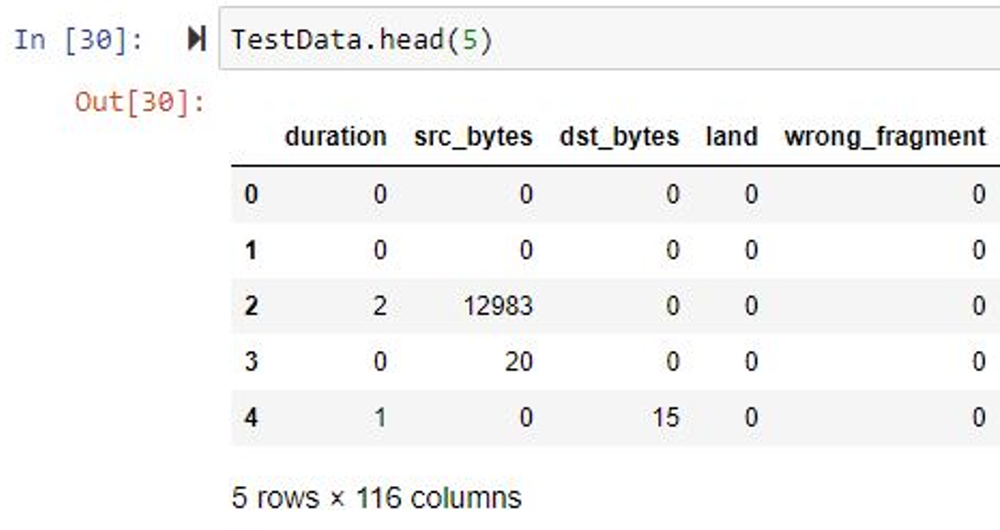 In [30]: TestData.head(5)
Out[30]:
duration src_bytes dst_bytes land wrong_fragment
0 0 0 0 0 0
1 0 0 0 0 0
2 2 12983 0 0 0
3 0 20 0 0 0
4 1 0 15 0 0
5 rows × 116 columns